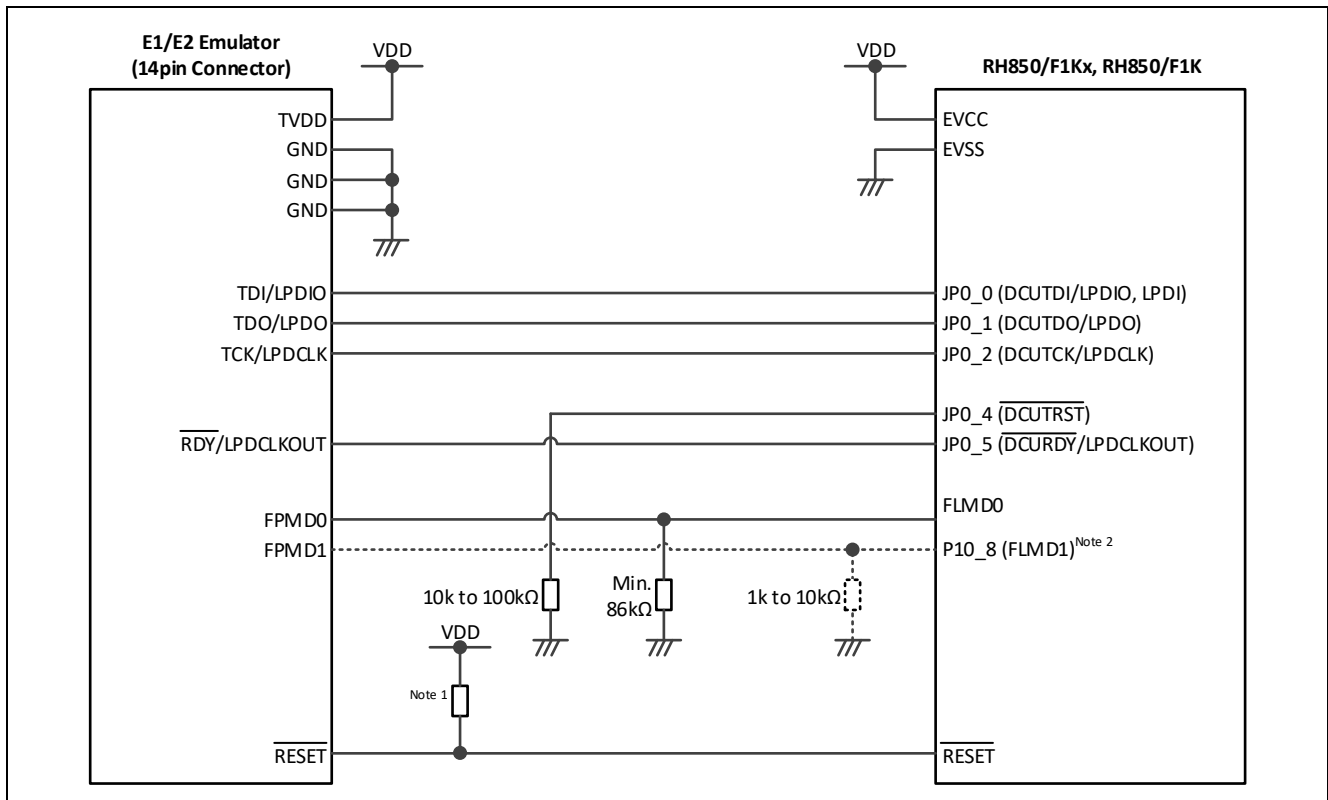 E1/E2 Emulator
(14pin Connector)
VDD
VDD
RH850/F1Kx, RH850/F1K
TVDD
GND
GND
GND
EVCC
EVSS
TDI/LPDIO
TDO/LPDO
TCK/LPDCLK
JP0_0 (DCUTDI/LPDIO, LPDI)
JP0_1 (DCUTDO/LPDO)
JP0_2 (DCUTCK/LPDCLK)
JP0_4 (DCUTRST)
RDY/LPDCLKOUT
JP0_5 (DCURDY/LPDCLKOUT)
FPMD0
FLMD0
FPMD1
P10_8 (FLMD1)Note 2
10k to 100kΩ
Min.
86kΩ
1k to 10kΩ
VDD
Note 1
RESET
RESET